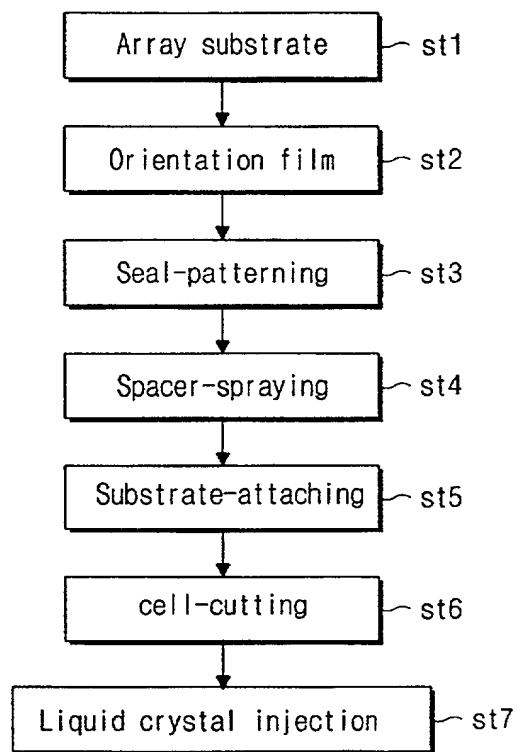 Array substrate st1
Orientation film st2
Seal-patterning st3
Spacer-spraying st4
Substrate-attaching st5
cell-cutting st6
Liquid crystal injection st7